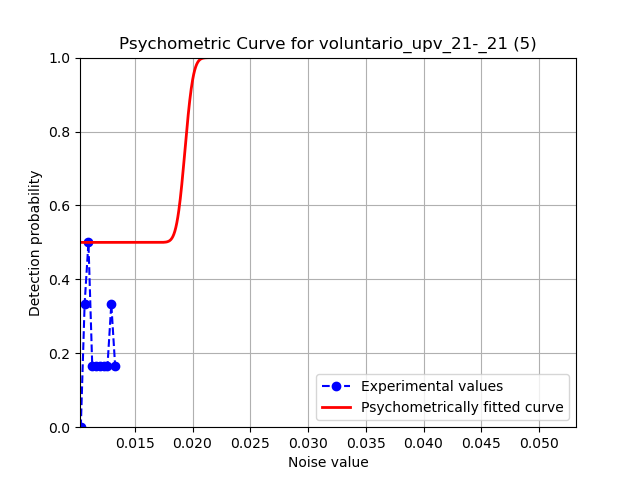 Psychometric Curve for voluntario_upv_21-_21 (5)
1.0
0.8
0.6
0.4
0.2
0.0
Detection probability
0.015 0.020 0.025 0.030 0.035 0.040 0.045 0.050
Noise value
Experimental values
Psychometrically fitted curve